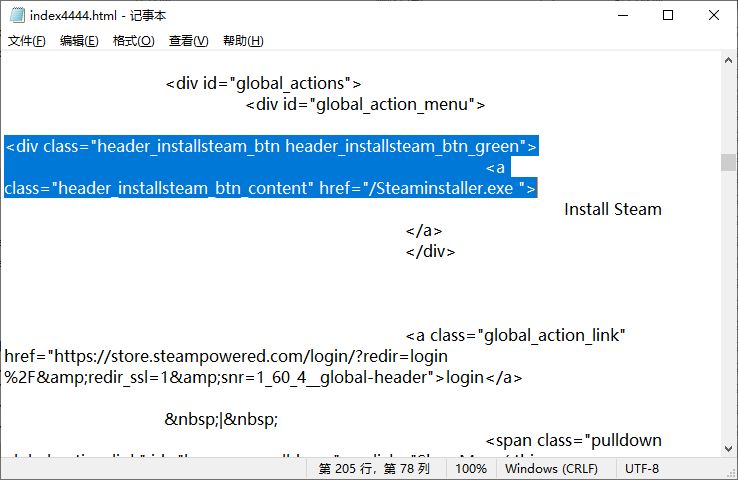 index4444.html - 记事本
文件(F) 编辑(E) 格式(O) 查看(V) 帮助(H)
<div id="global_actions">
<div id="global_action_menu">
<div class="header_installsteam_btn header_installsteam_btn_green">
<a
class="header_installsteam_btn_content" href="/Steaminstaller.exe ">
Install Steam
</a>
</div>
<a class="global_action_link"
href="https://store.steampowered.com/login/?redir=login
%2F&amp;redir_ssl=1&amp;snr=1_60_4__global-header">login</a>
&nbsp;|&nbsp;
<span class="pulldown
第 205 行，第 78 列 100% Windows (CRLF) UTF-8